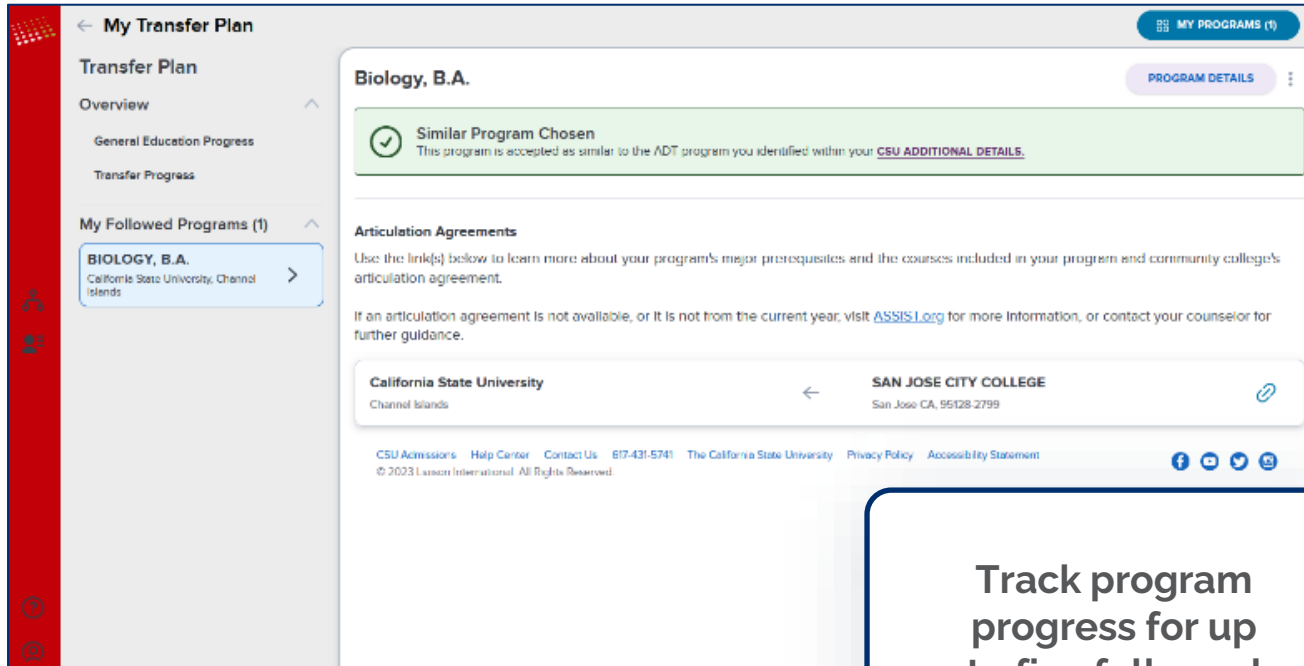 ← My Transfer Plan
MY PROGRAMS (1)
Transfer Plan
Overview
General Education Progress
Transfer Progress
My Followed Programs (1)
BIOLOGY, B.A.
California State University, Channel
Islands
Biology, B.A.
PROGRAM DETAILS
Similar Program Chosen
This program is accepted as similar to the ADT program you identified within your CSU ADDITIONAL DETAILS.
Articulation Agreements
Use the link(s) below to learn more about your program's major prerequisites and the courses included in your program and community college's
articulation agreement.
If an articulation agreement is not available, or it is not from the current year, visit ASSIST.org for more information, or contact your counselor for
further guidance.
California State University
Channel Islands
←
SAN JOSE CITY COLLEGE
San Jose CA, 95128-2799
CSU Admissions Help Center Contact Us 617-431-5741 The California State University Privacy Policy Accessibility Statement
© 2023 Liaison International. All Rights Reserved.
Track program
progress for up